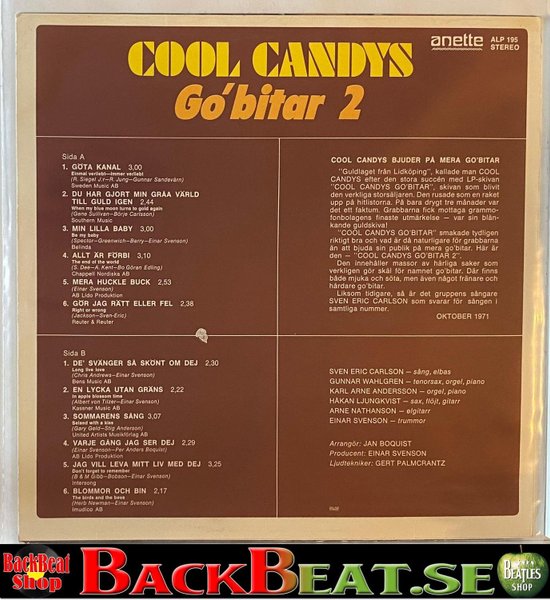 COOL CANDYS
Go'bitar 2
anette
ALP 195
STEREO
Sida A
1. GÖTA KANAL 3,00
Einmal verliebt—Immer verliebt
(R. Siegel J:r—R. Jung—Gunnar Sandevärn)
Sweden Music AB
2. DU HAR GJORT MIN GRÅA VÄRLD
TILL GULD IGEN 2,44
When my blue moon turns to gold again
(Gene Sullivan-Börje Carlsson)
Southern Music
3. MIN LILLA BABY 3,00
Be my baby
(Spector-Greenwich-Barry-Einar Svenson)
Belinda
4. ALLT ÄR FÖRBI 3,10
The end of the world
(S. Dee-A. Kent-Bo Göran Edling)
Chappell Nordiska AB
5. MERA HUCKLE BUCK 2,53
(Einar Svenson)
AB Lido Produktion
6. GÖR JAG RÄTT ELLER FEL 2,38
Right or wrong
(Jackson-Sven-Eric)
Reuter & Reuter
COOL CANDYS BJUDER PÅ MERA GO'BITAR
"Guldlaget från Lidköping", kallade man COOL
CANDYS efter den stora succén med LP-skivan
"COOL CANDYS GO'BITAR", skivan som blivit
den verkliga storsäljaren. Den rusade som en raket
upp på hitlistorna. På bara drygt tre månader var
det ett faktum. Grabbarna fick mottaga grammo-
fonbolagens finaste utmärkelse — var sin blän-
kande guldskiva!
"COOL CANDYS GO'BITAR" smakade tydligen
riktigt bra och vad är då naturligare för grabbarna
än att bjuda sin publik på mera go'bitar. Här är
den — "COOL CANDYS GO'BITAR 2".
Den innehåller massor av härliga saker som
verkligen gör skäl för namnet go'bitar. Där finns
både mjuka och söta, men även något fränare och
hårdare go'bitar.
Liksom tidigare, så är det gruppens sångare
SVEN ERIC CARLSON som svarar för sången i
samtliga nummer.
OKTOBER 1971
Sida B
1. DE' SVÄNGER SÅ SKÖNT OM DEJ 2,30
Long live love
(Chris Andrews-Einar Svenson)
Bens Music AB
2. EN LYCKA UTAN GRÄNS 2,22
In apple blossom time
(Albert von Tilzer-Einar Svenson)
Kassner Music AB
3. SOMMARENS SÅNG 3,07
Sealed with a kiss
(Gary Geld-Stig Anderson)
United Artists Musikförlag AB
4. VARJE GÅNG JAG SER DEJ 2,29
(Einar Svenson-Per Anders Boquist)
AB Lido Produktion
5. JAG VILL LEVA MITT LIV MED DEJ 3,25
Don't forget to remember
(B & M Gibb-Bobson-Einar Svenson)
Intersong
6. BLOMMOR OCH BIN 2,17
The birds and the bees
(Herb Newman-Einar Svenson)
Imudico AB
SVEN ERIC CARLSON — sång, elbas
GUNNAR WAHLGREN — tenorsax, orgel, piano
KARL ARNE ANDERSSON — orgel, piano
HÅKAN LJUNGKVIST — sax, flöjt, gitarr
ARNE NATHANSON — elgitarr
EINAR SVENSON — trummor
Arrangör: JAN BOQUIST
Producent: EINAR SVENSON
Ljudtekniker: GERT PALMCRANTZ
BackBeat
Shop
BACKBEAT.SE
BEATLES
SHOP